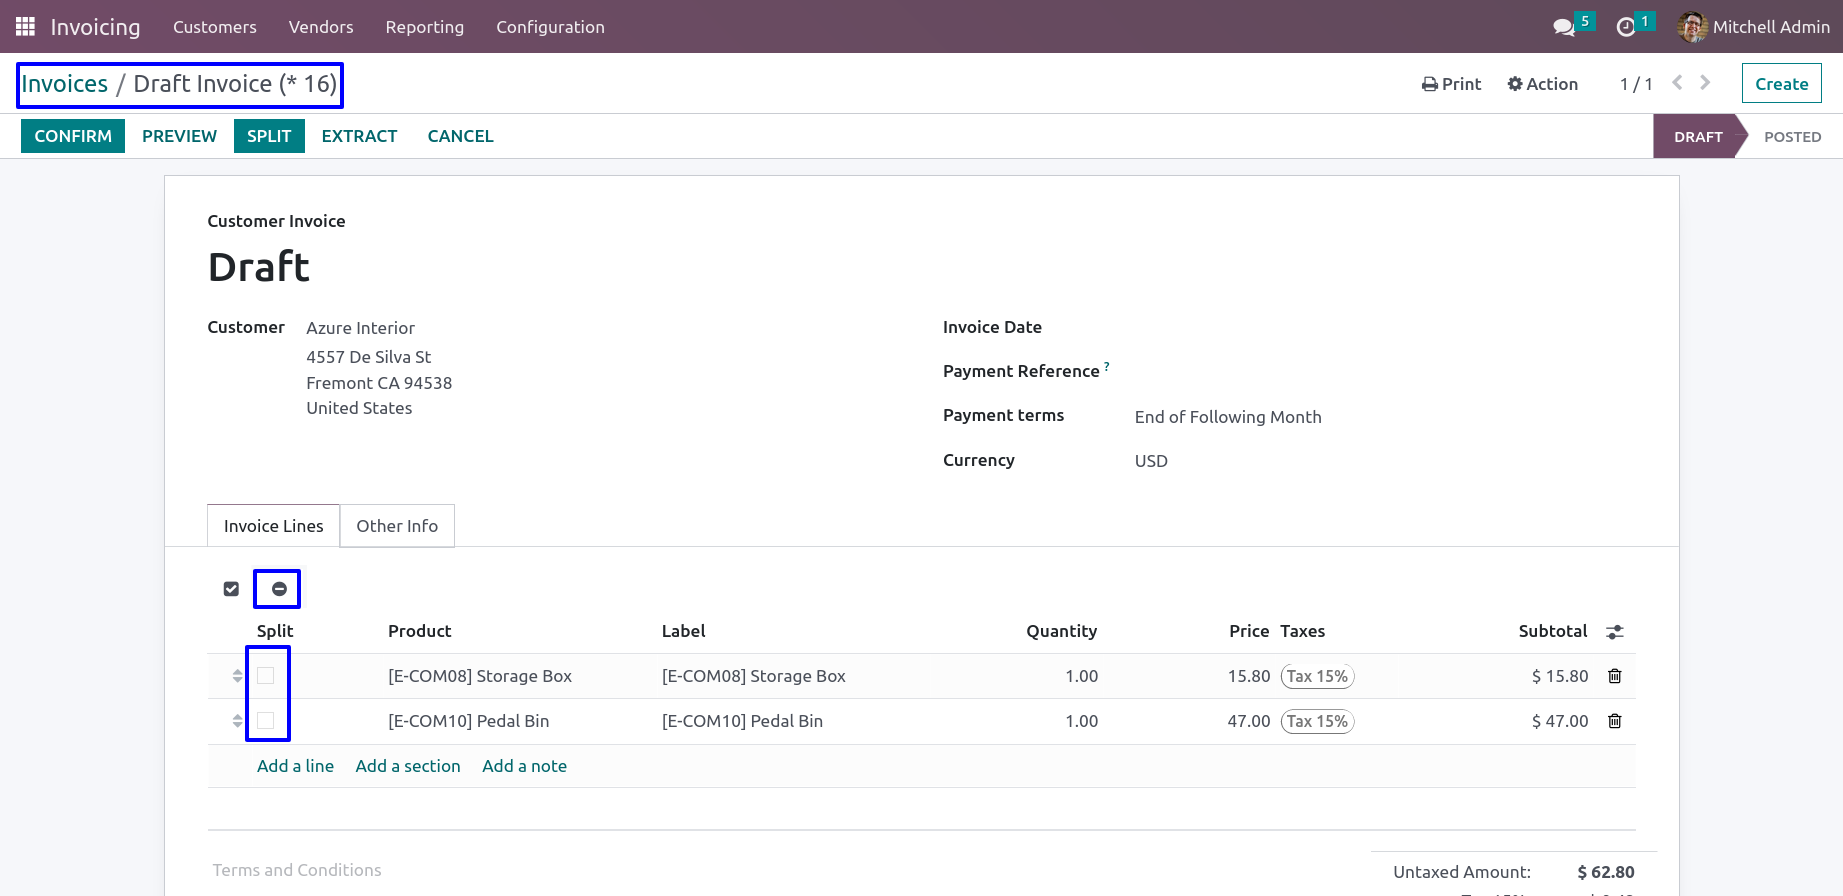 Invoicing Customers Vendors Reporting Configuration 5 1 Mitchell Admin
Invoices / Draft Invoice (* 16) Print Action 1 / 1 Create
CONFIRM PREVIEW SPLIT EXTRACT CANCEL DRAFT POSTED
Customer Invoice
Draft
Customer Azure Interior Invoice Date
4557 De Silva St
Fremont CA 94538 Payment Reference ?
United States
Payment terms End of Following Month
Currency USD
Invoice Lines Other Info
Split Product Label Quantity Price Taxes Subtotal
[E-COM08] Storage Box [E-COM08] Storage Box 1.00 15.80 Tax 15% $ 15.80
[E-COM10] Pedal Bin [E-COM10] Pedal Bin 1.00 47.00 Tax 15% $ 47.00
Add a line Add a section Add a note
Terms and Conditions Untaxed Amount: $ 62.80